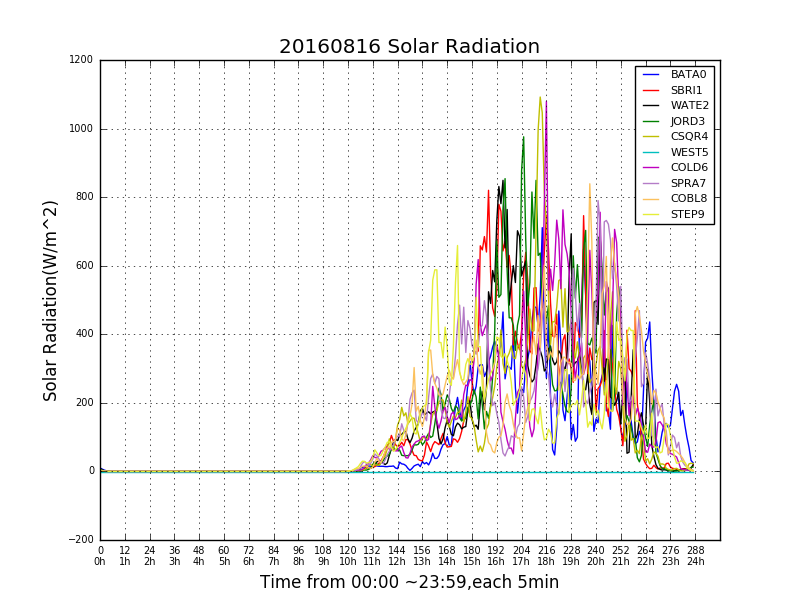 20160816 Solar Radiation
Solar Radiation(W/m^2)
1200
1000
800
600
400
200
0
−200
BATA0
SBRI1
WATE2
JORD3
CSQR4
WEST5
COLD6
SPRA7
COBL8
STEP9
0 12 24 36 48 60 72 84 96 108 120 132 144 156 168 180 192 204 216 228 240 252 264 276 288
0h 1h 2h 3h 4h 5h 6h 7h 8h 9h 10h 11h 12h 13h 14h 15h 16h 17h 18h 19h 20h 21h 22h 23h 24h
Time from 00:00 ~23:59,each 5min